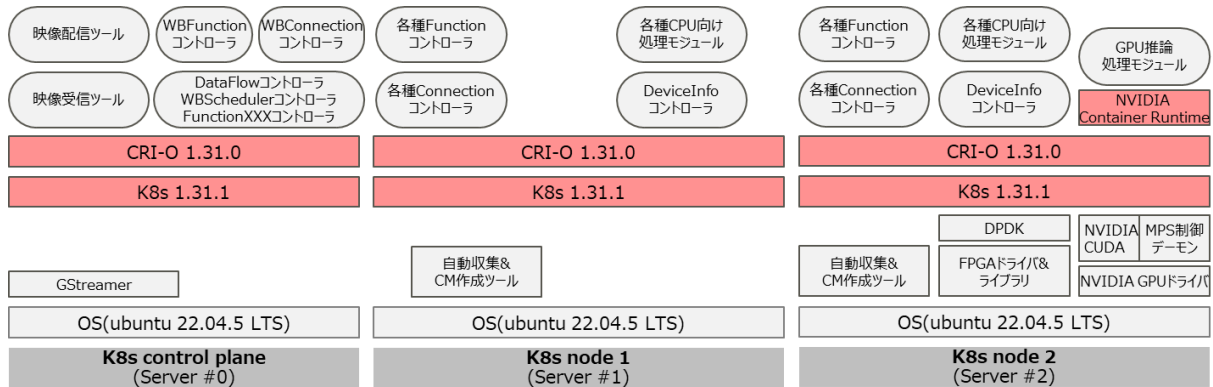 映像配信ツール
WBFunction
コントローラ
WBConnection
コントローラ
映像受信ツール
DataFlowコントローラ
WBSchedulerコントローラ
FunctionXXXコントローラ
CRI-O 1.31.0
K8s 1.31.1
GStreamer
OS(ubuntu 22.04.5 LTS)
K8s control plane
(Server #0)
各種Function
コントローラ
各種CPU向け
処理モジュール
各種Connection
コントローラ
DeviceInfo
コントローラ
CRI-O 1.31.0
K8s 1.31.1
自動収集&
CM作成ツール
OS(ubuntu 22.04.5 LTS)
K8s node 1
(Server #1)
各種Function
コントローラ
各種CPU向け
処理モジュール
GPU推論
処理モジュール
各種Connection
コントローラ
DeviceInfo
コントローラ
NVIDIA
Container Runtime
CRI-O 1.31.0
K8s 1.31.1
DPDK
NVIDIA
CUDA
MPS制御
デーモン
自動収集&
CM作成ツール
FPGAドライバ&
ライブラリ
NVIDIA GPUドライバ
OS(ubuntu 22.04.5 LTS)
K8s node 2
(Server #2)